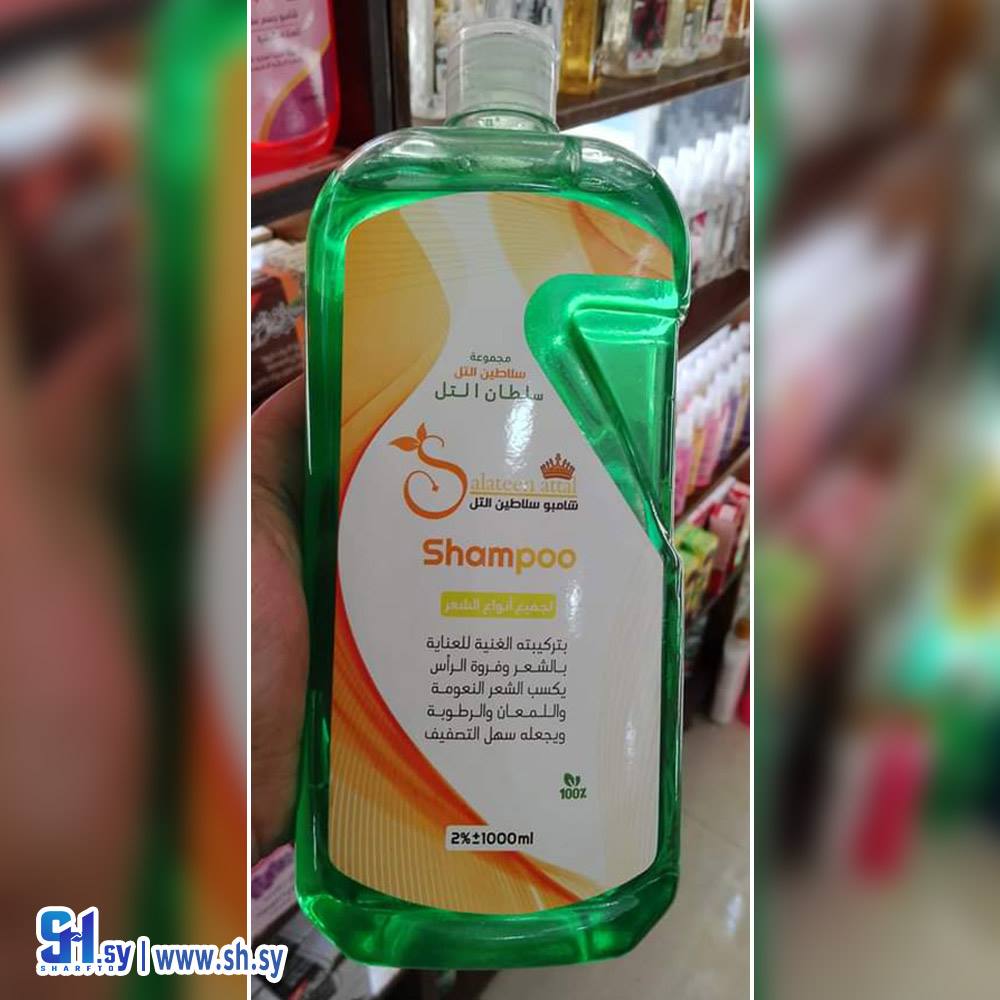 مجموعة
سلاطين التل
سلطان التل
Salateen attal
شامبو سلاطين التل
Shampoo
لجميع أنواع الشعر
بتركيبته الغنية للعناية
بالشعر وفروة الرأس
يكسب الشعر النعومة
واللمعان والرطوبة
ويجعله سهل التصفيف
100%
2%±1000ml
SH.sy | www.sh.sy